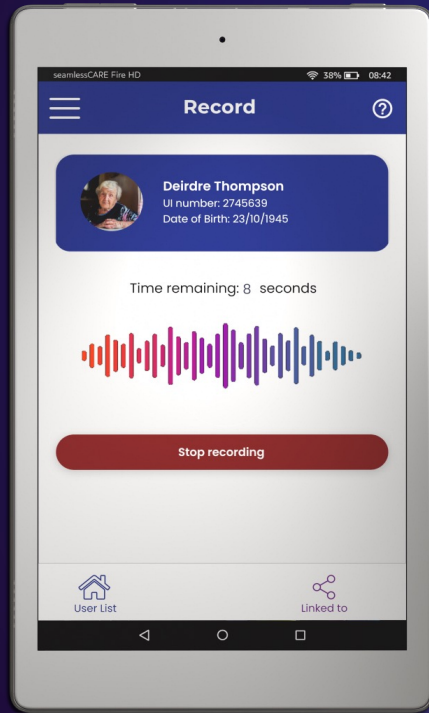 seamlessCARE Fire HD 38% 08:42
Record
Deirdre Thompson
UI number: 2745639
Date of Birth: 23/10/1945
Time remaining: 8 seconds
Stop recording
User List Linked to